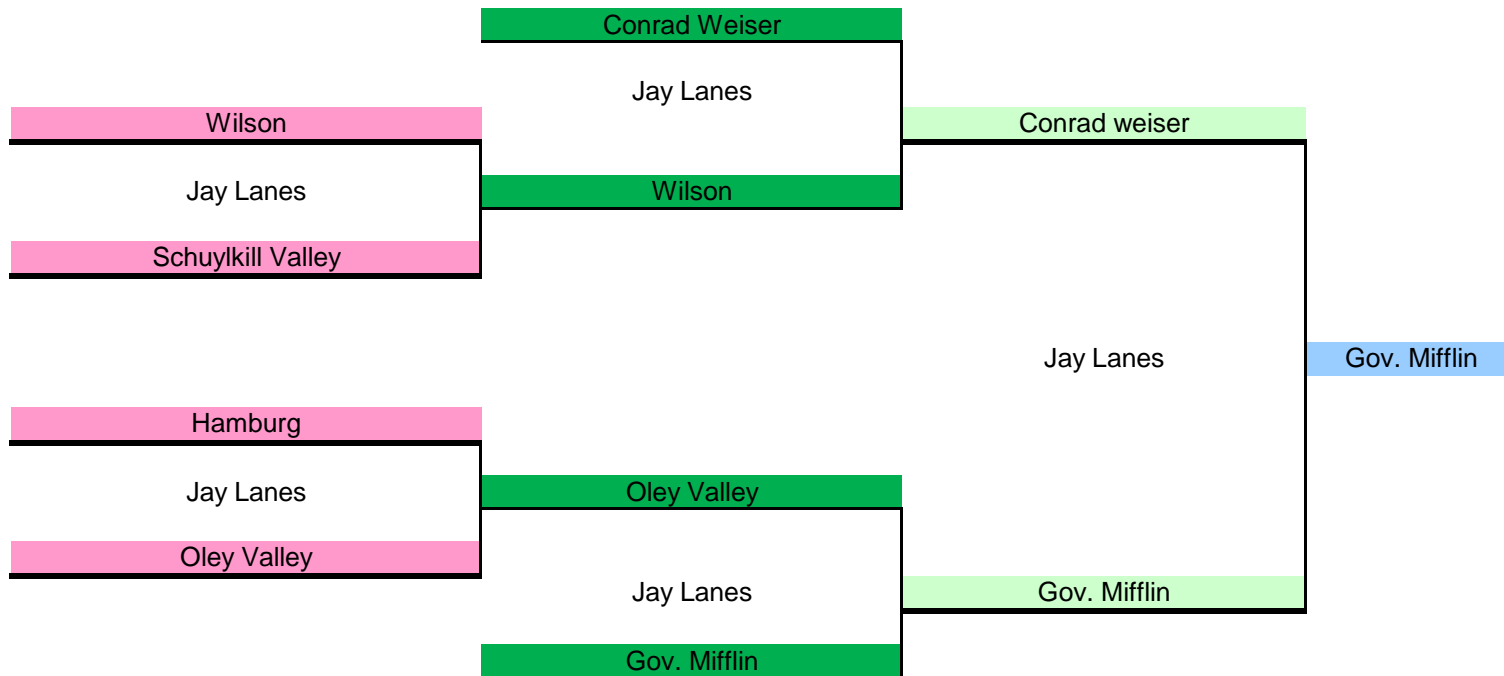 Conrad Weiser
Jay Lanes
Wilson
Conrad weiser
Jay Lanes
Wilson
Schuylkill Valley
Jay Lanes
Gov. Mifflin
Hamburg
Jay Lanes
Oley Valley
Oley Valley
Jay Lanes
Gov. Mifflin
Gov. Mifflin